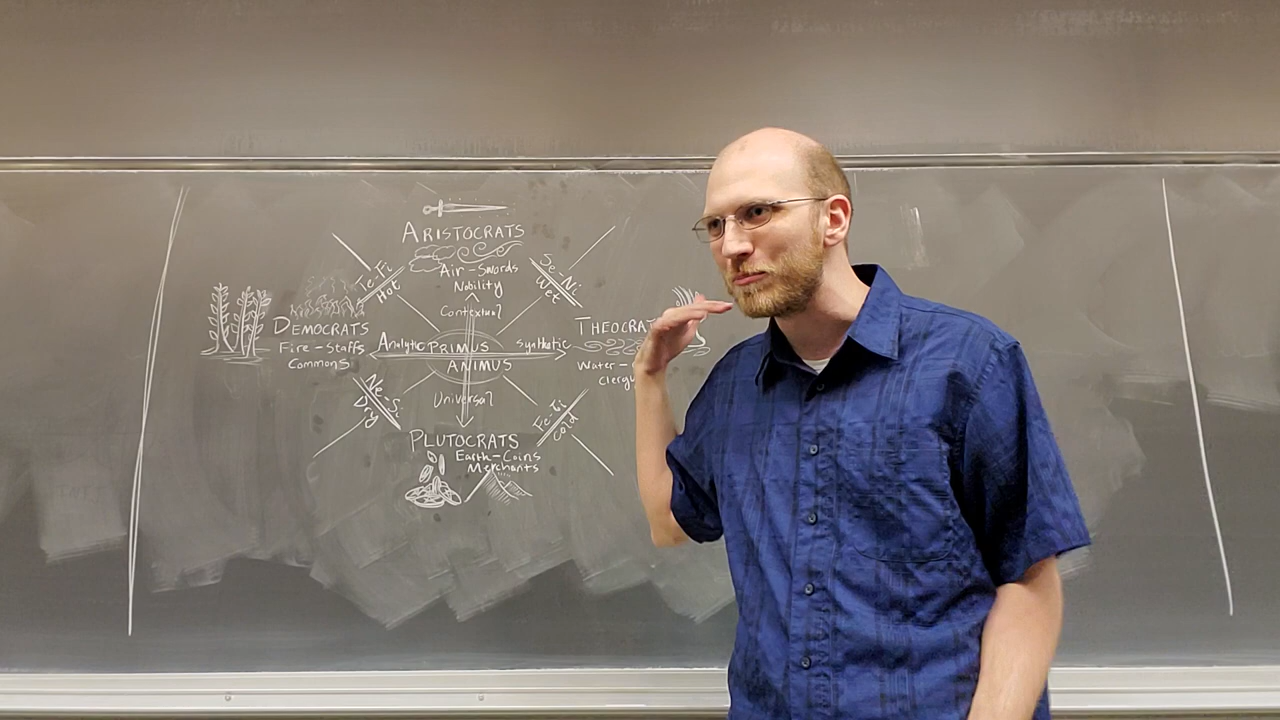 ARISTOCRATS
Air-Swords
Nobility
Contextual
Te-Fi
Hot
Se-Ni
Wet
DEMOCRATS
Fire-Staffs
Commons
Analytic PRIMUS synthetic
ANIMUS
THEOCRAT
Water-
Clergy
Universal
Ne-Si
Dry
Fe-Ti
Cold
PLUTOCRATS
Earth-Coins
Merchants